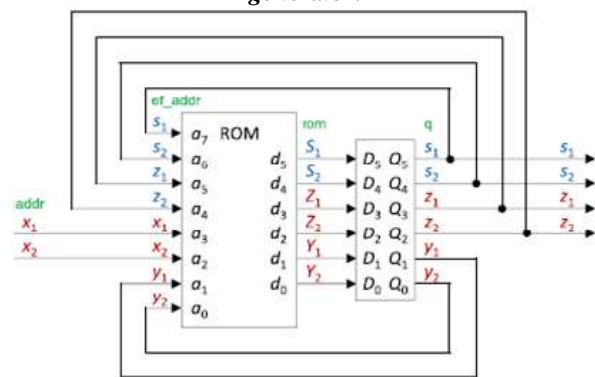 ef_addr
rom
q
addr
ROM
s₁ a₇ d₅ S₁ D₅ Q₅ s₁ s₁
s₂ a₆ d₄ S₂ D₄ Q₄ s₂ s₂
z₁ a₅ d₃ Z₁ D₃ Q₃ z₁ z₁
z₂ a₄ d₂ Z₂ D₂ Q₂ z₂ z₂
x₁ x₁ a₃ d₁ Y₁ D₁ Q₁ y₁
x₂ x₂ a₂ d₀ Y₂ D₀ Q₀ y₂
y₁ a₁
y₂ a₀